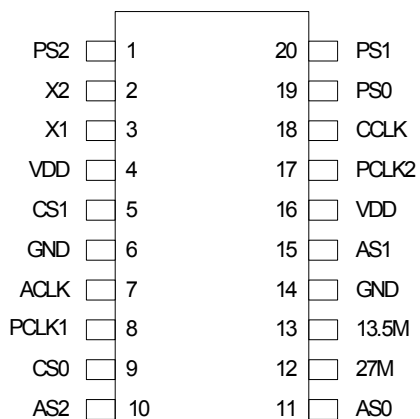 PS2 1 20 PS1
X2 2 19 PS0
X1 3 18 CCLK
VDD 4 17 PCLK2
CS1 5 16 VDD
GND 6 15 AS1
ACLK 7 14 GND
PCLK1 8 13 13.5M
CS0 9 12 27M
AS2 10 11 AS0